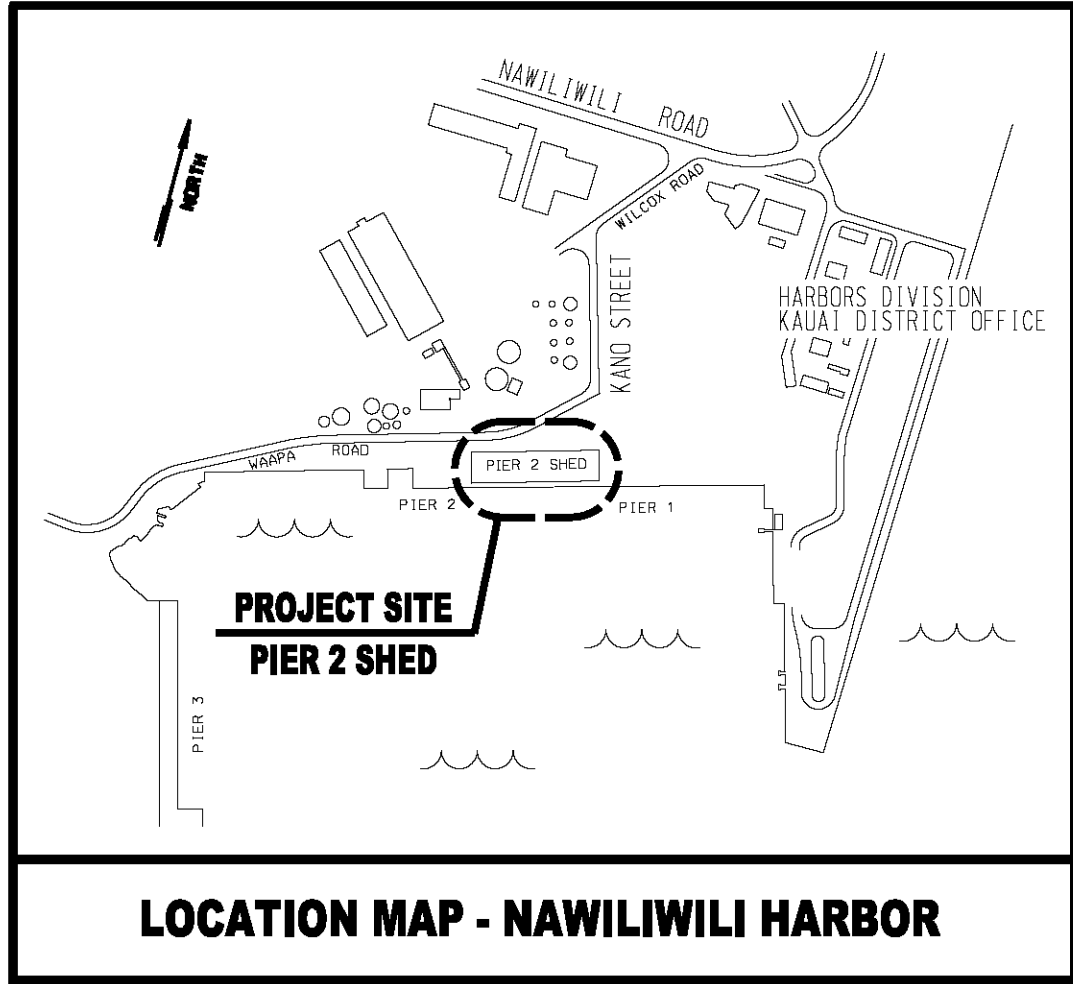 NAWILIWILI ROAD
NORTH
WILCOX ROAD
KANO STREET
HARBORS DIVISION
KAUAI DISTRICT OFFICE
WAAPA ROAD
PIER 2 SHED
PIER 2
PIER 1
PROJECT SITE
PIER 2 SHED
PIER 3
LOCATION MAP - NAWILIWILI HARBOR